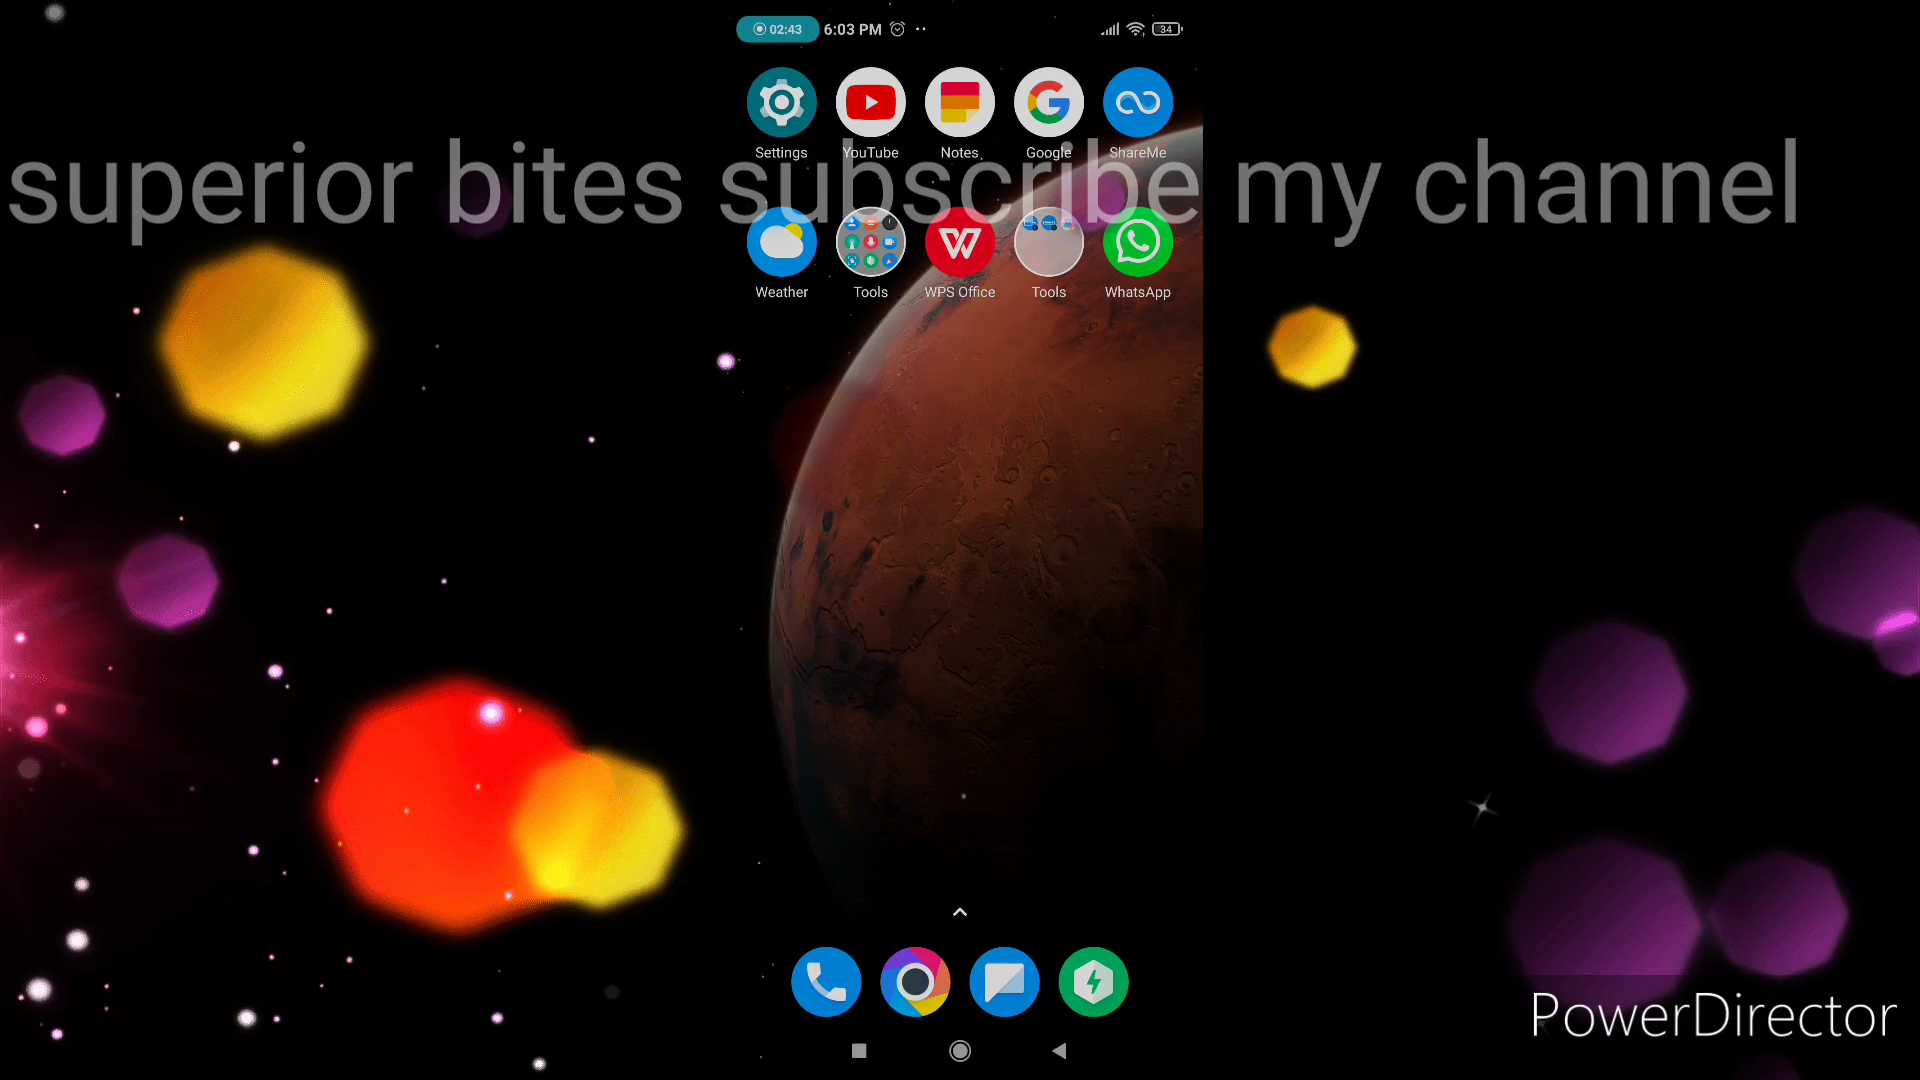 02:43 6:03 PM 34
Settings YouTube Notes Google ShareMe
superior bites subscribe my channel
Weather Tools WPS Office Tools WhatsApp
PowerDirector